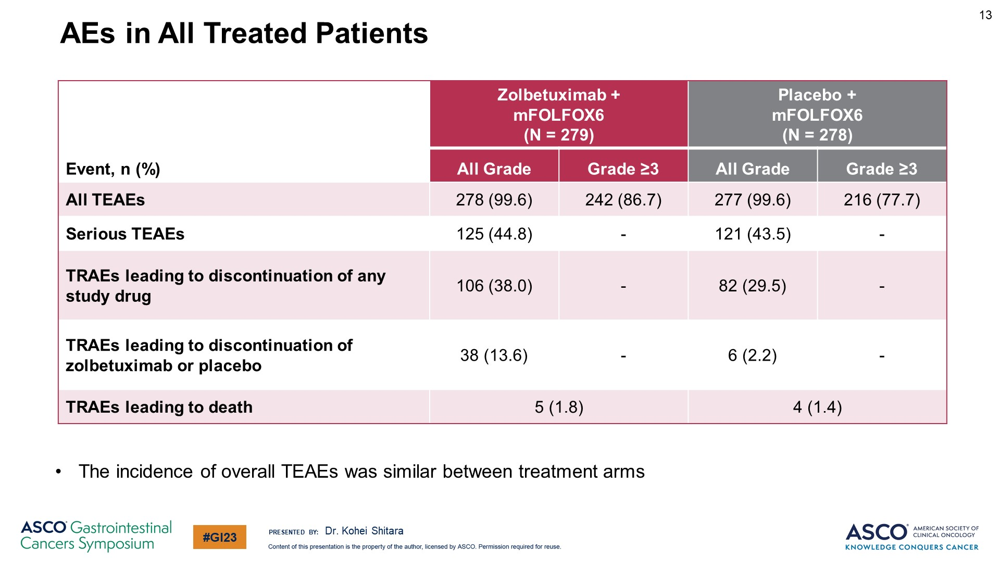 13
AEs in All Treated Patients
Zolbetuximab +
mFOLFOX6
(N = 279)
Placebo +
mFOLFOX6
(N = 278)
Event, n (%)
All Grade
Grade ≥3
All Grade
Grade ≥3
All TEAEs
278 (99.6)
242 (86.7)
277 (99.6)
216 (77.7)
Serious TEAEs
125 (44.8)
-
121 (43.5)
-
TRAEs leading to discontinuation of any
study drug
106 (38.0)
-
82 (29.5)
-
TRAEs leading to discontinuation of
zolbetuximab or placebo
38 (13.6)
-
6 (2.2)
-
TRAEs leading to death
5 (1.8)
4 (1.4)
• The incidence of overall TEAEs was similar between treatment arms
ASCO Gastrointestinal
Cancers Symposium
#GI23
PRESENTED BY: Dr. Kohei Shitara
Content of this presentation is the property of the author, licensed by ASCO. Permission required for reuse.
ASCO AMERICAN SOCIETY OF
CLINICAL ONCOLOGY
KNOWLEDGE CONQUERS CANCER